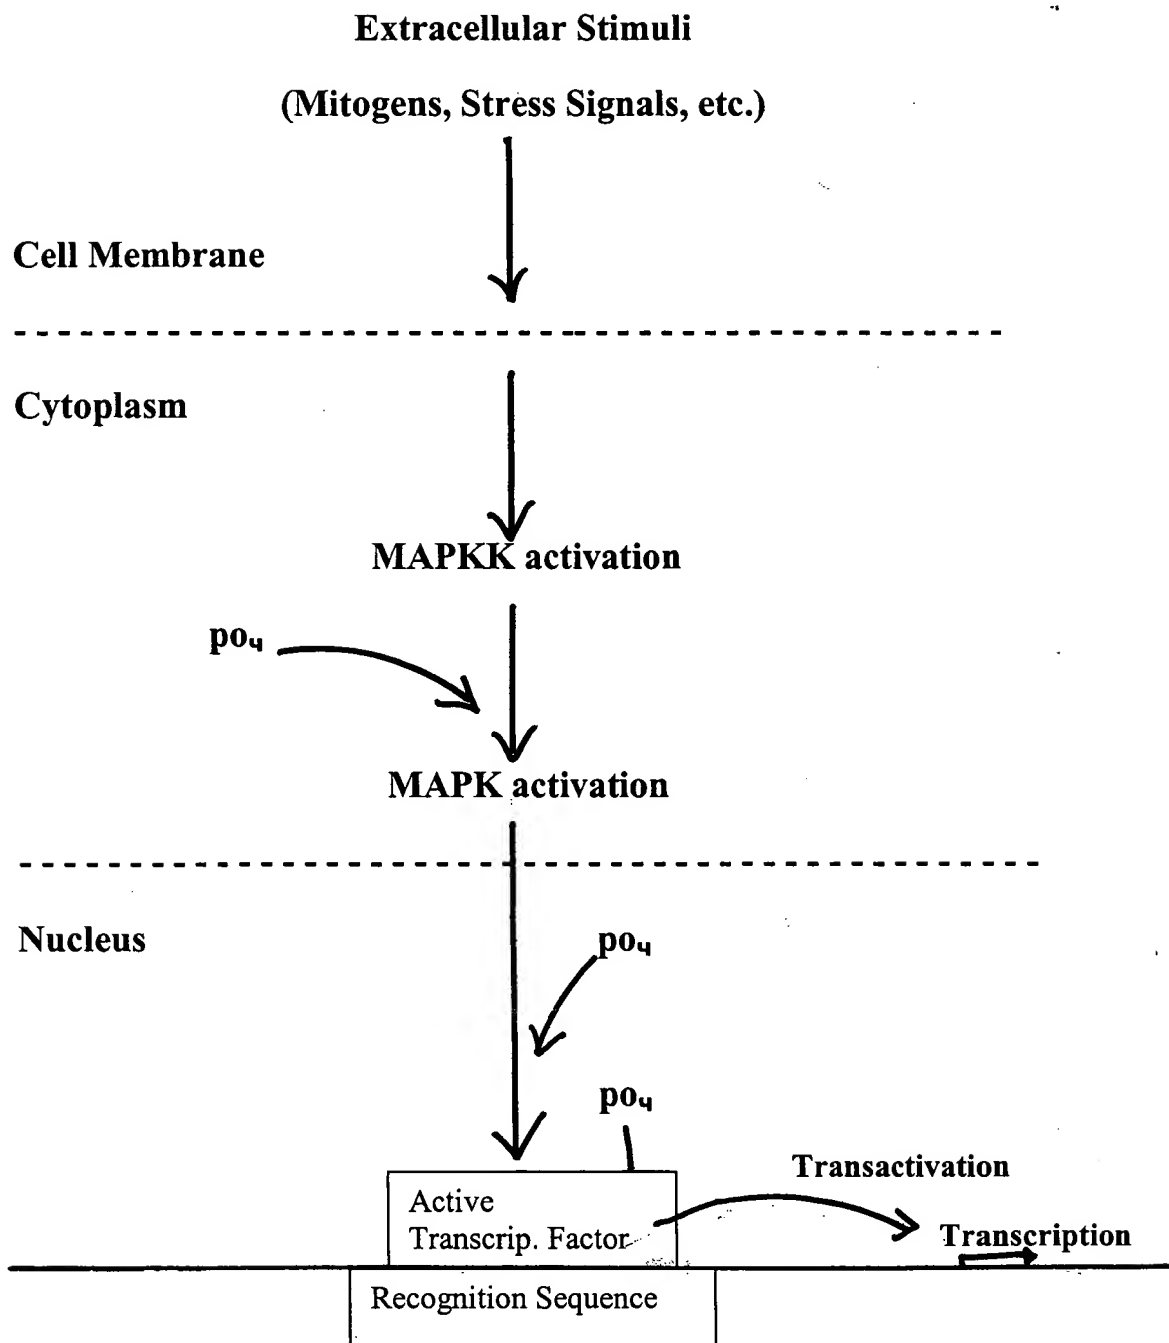 Extracellular Stimuli
(Mitogens, Stress Signals, etc.)
Cell Membrane
Cytoplasm
MAPKK activation
po₄
MAPK activation
Nucleus
po₄
po₄
Transactivation
Active
Transcrip. Factor
Transcription
Recognition Sequence